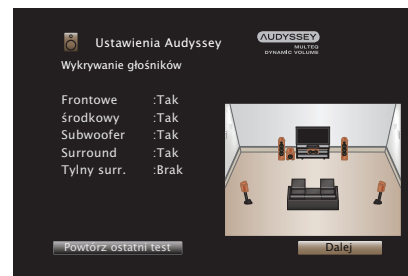 Ustawienia Audyssey
AUDYSSEY
MULTEQ
DYNAMIC VOLUME
Wykrywanie głośników
Frontowe :Tak
środkowy :Tak
Subwoofer :Tak
Surround :Tak
Tylny surr. :Brak
Powtórz ostatni test
Dalej